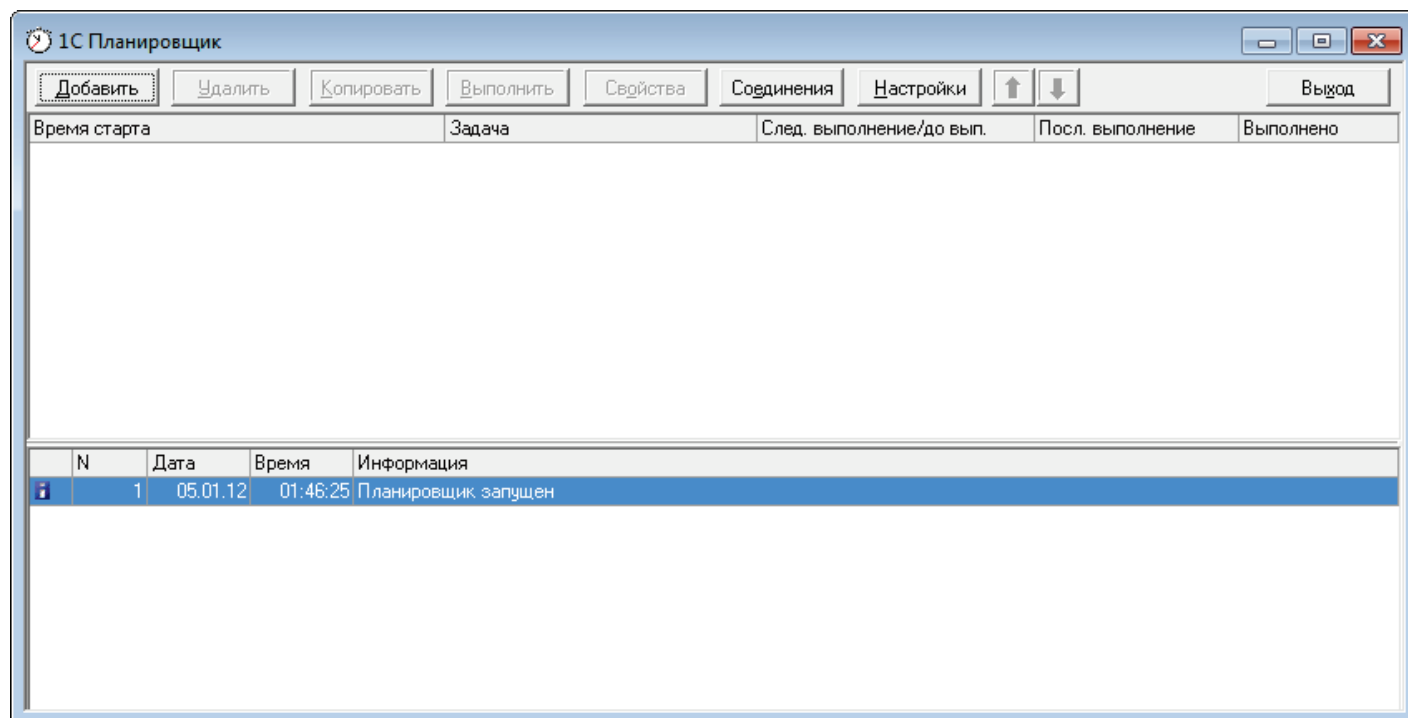 1С Планировщик
Добавить Удалить Копировать Выполнить Свойства Соединения Настройки Выход
Время старта Задача След. выполнение/до вып. Посл. выполнение Выполнено
N Дата Время Информация
1 05.01.12 01:46:25 Планировщик запущен